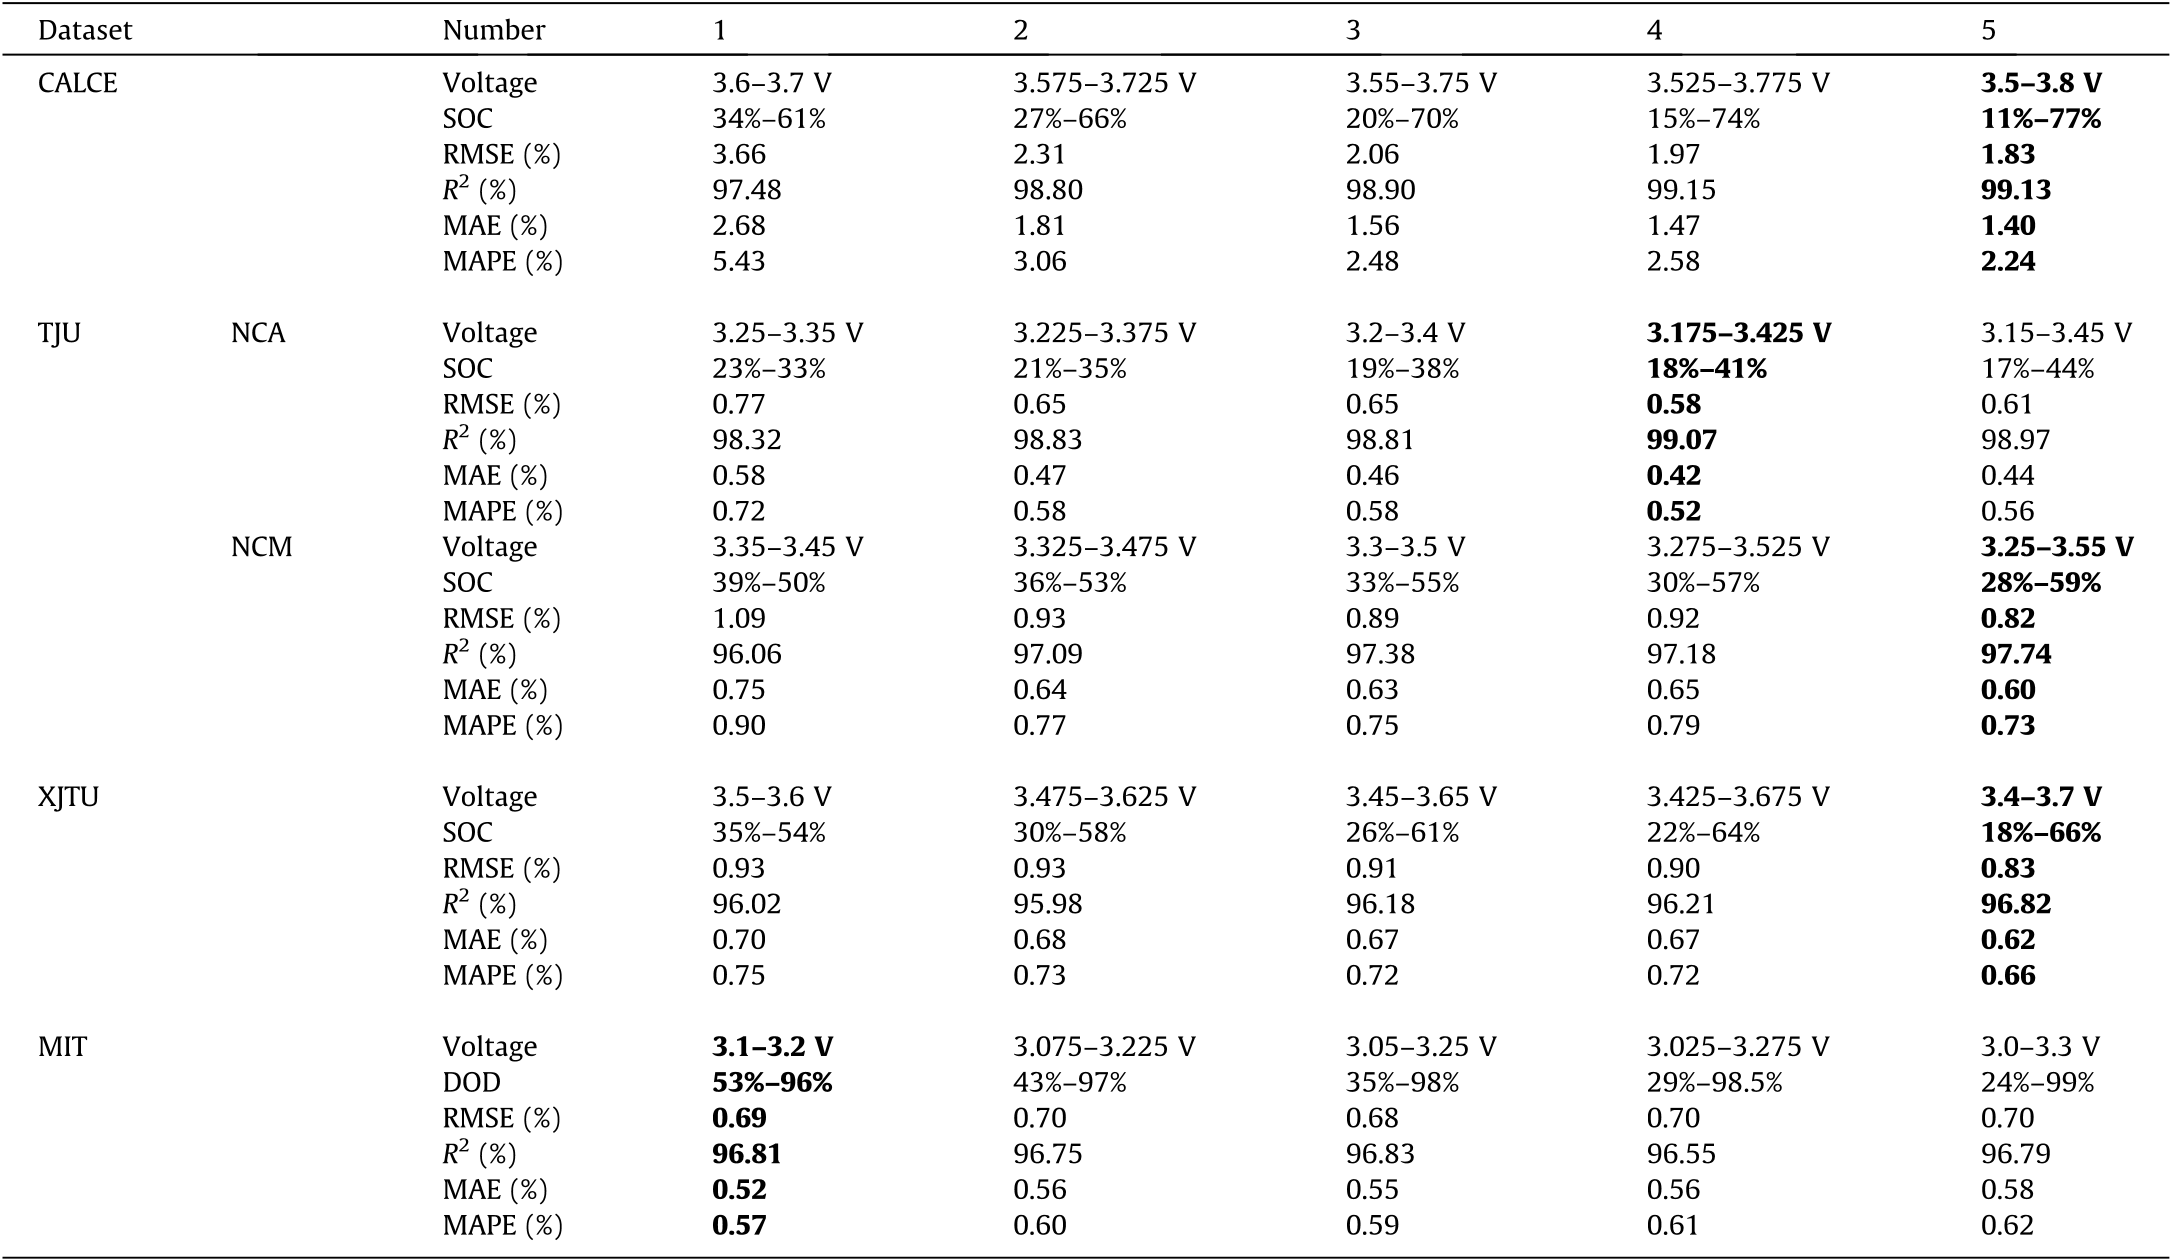 Dataset Number 1 2 3 4 5
CALCE Voltage 3.6–3.7 V 3.575–3.725 V 3.55–3.75 V 3.525–3.775 V 3.5–3.8 V
SOC 34%–61% 27%–66% 20%–70% 15%–74% 11%–77%
RMSE (%) 3.66 2.31 2.06 1.97 1.83
R² (%) 97.48 98.80 98.90 99.15 99.13
MAE (%) 2.68 1.81 1.56 1.47 1.40
MAPE (%) 5.43 3.06 2.48 2.58 2.24
TJU NCA Voltage 3.25–3.35 V 3.225–3.375 V 3.2–3.4 V 3.175–3.425 V 3.15–3.45 V
SOC 23%–33% 21%–35% 19%–38% 18%–41% 17%–44%
RMSE (%) 0.77 0.65 0.65 0.58 0.61
R² (%) 98.32 98.83 98.81 99.07 98.97
MAE (%) 0.58 0.47 0.46 0.42 0.44
MAPE (%) 0.72 0.58 0.58 0.52 0.56
NCM Voltage 3.35–3.45 V 3.325–3.475 V 3.3–3.5 V 3.275–3.525 V 3.25–3.55 V
SOC 39%–50% 36%–53% 33%–55% 30%–57% 28%–59%
RMSE (%) 1.09 0.93 0.89 0.92 0.82
R² (%) 96.06 97.09 97.38 97.18 97.74
MAE (%) 0.75 0.64 0.63 0.65 0.60
MAPE (%) 0.90 0.77 0.75 0.79 0.73
XJTU Voltage 3.5–3.6 V 3.475–3.625 V 3.45–3.65 V 3.425–3.675 V 3.4–3.7 V
SOC 35%–54% 30%–58% 26%–61% 22%–64% 18%–66%
RMSE (%) 0.93 0.93 0.91 0.90 0.83
R² (%) 96.02 95.98 96.18 96.21 96.82
MAE (%) 0.70 0.68 0.67 0.67 0.62
MAPE (%) 0.75 0.73 0.72 0.72 0.66
MIT Voltage 3.1–3.2 V 3.075–3.225 V 3.05–3.25 V 3.025–3.275 V 3.0–3.3 V
DOD 53%–96% 43%–97% 35%–98% 29%–98.5% 24%–99%
RMSE (%) 0.69 0.70 0.68 0.70 0.70
R² (%) 96.81 96.75 96.83 96.55 96.79
MAE (%) 0.52 0.56 0.55 0.56 0.58
MAPE (%) 0.57 0.60 0.59 0.61 0.62